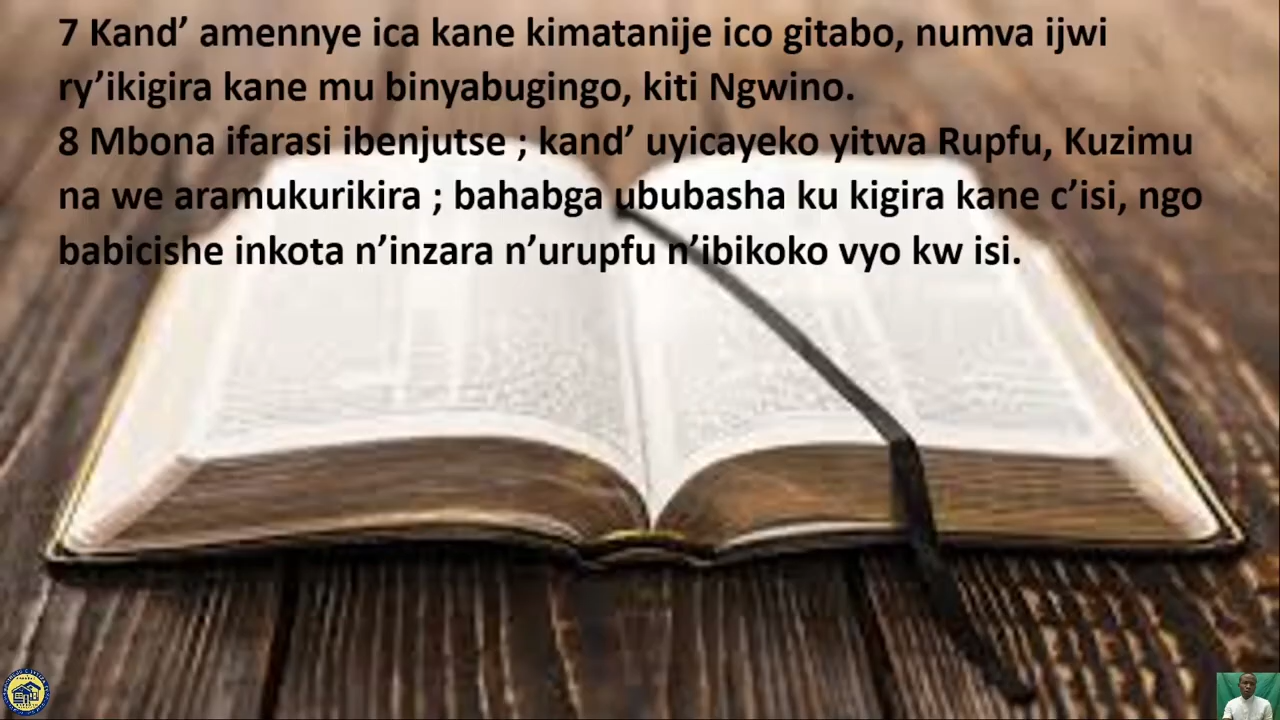 7 Kand’ amennye ica kane kimatanije ico gitabo, numva ijwi
ry’ikigira kane mu binyabugingo, kiti Ngwino.
8 Mbona ifarasi ibenjutse ; kand’ uyicayeko yitwa Rupfu, Kuzimu
na we aramukurikira ; bahabga ububasha ku kigira kane c’isi, ngo
babicishe inkota n’inzara n’urupfu n’ibikoko vyo kw isi.